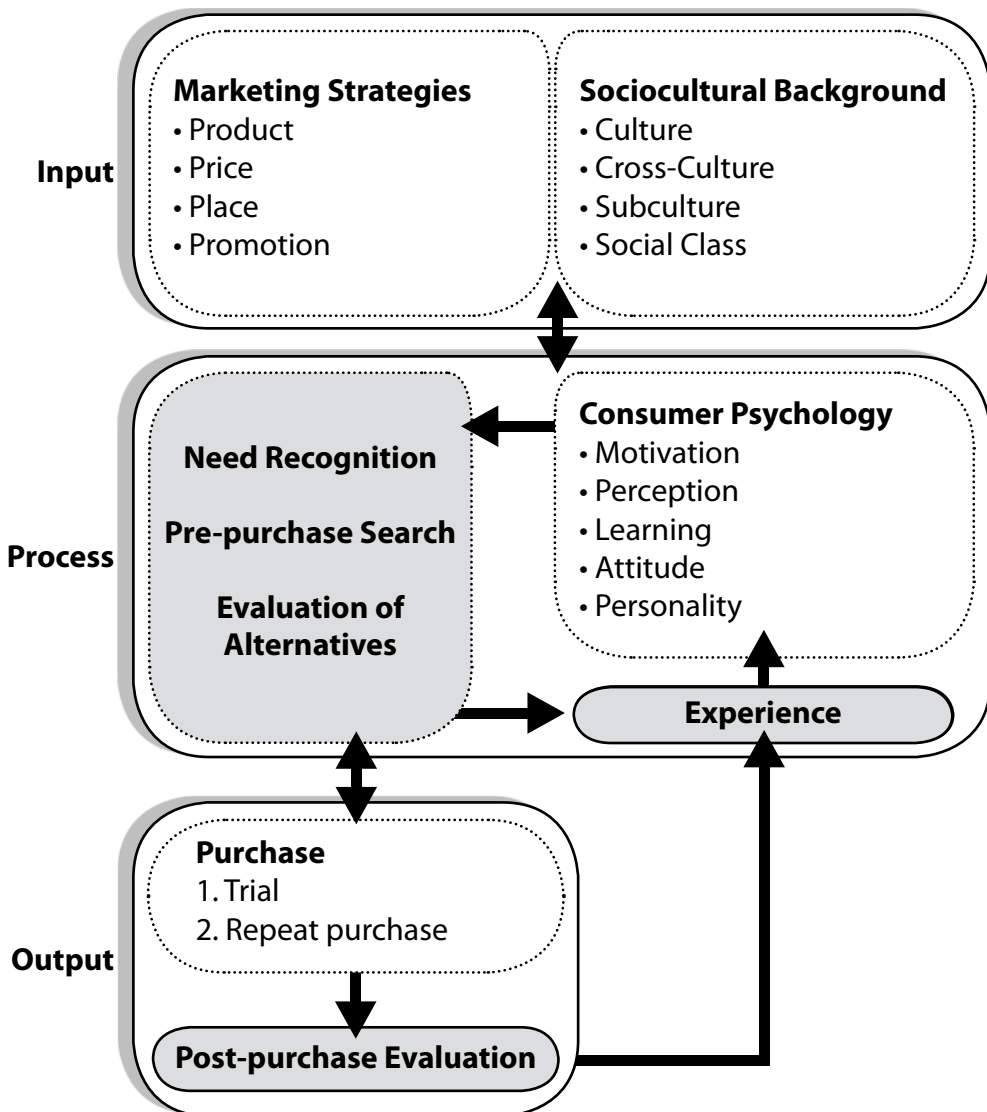 Input
Marketing Strategies
• Product
• Price
• Place
• Promotion
Sociocultural Background
• Culture
• Cross-Culture
• Subculture
• Social Class
Process
Need Recognition
Pre-purchase Search
Evaluation of
Alternatives
Consumer Psychology
• Motivation
• Perception
• Learning
• Attitude
• Personality
Experience
Output
Purchase
1. Trial
2. Repeat purchase
Post-purchase Evaluation